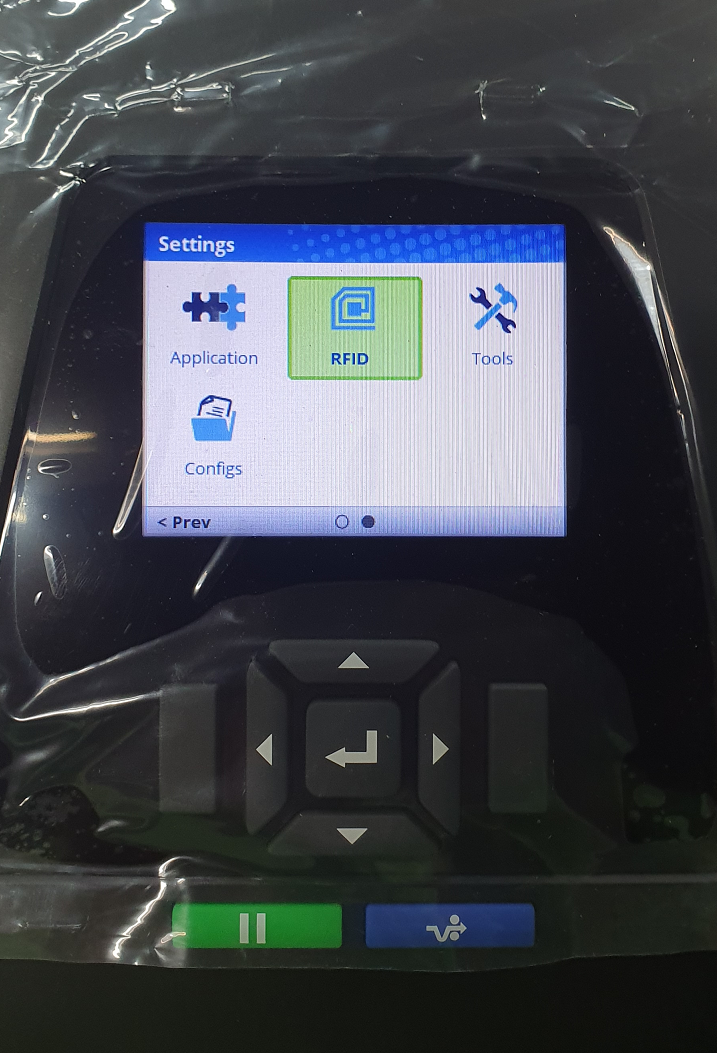 Settings
Application
RFID
Tools
Configs
< Prev